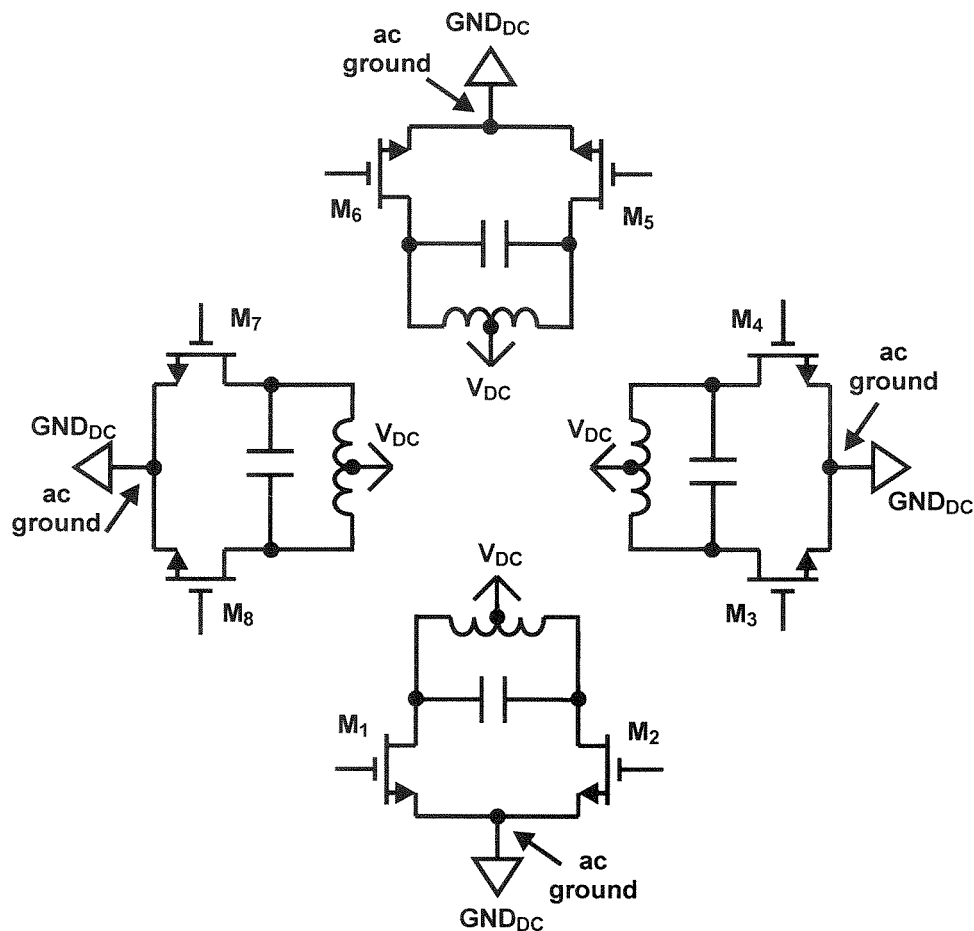 GND_DC
ac
ground
M6
M5
V_DC
M7
M4
ac
ground
GND_DC
V_DC
V_DC
ac
ground
GND_DC
M8
M3
V_DC
M1
M2
ac
ground
GND_DC